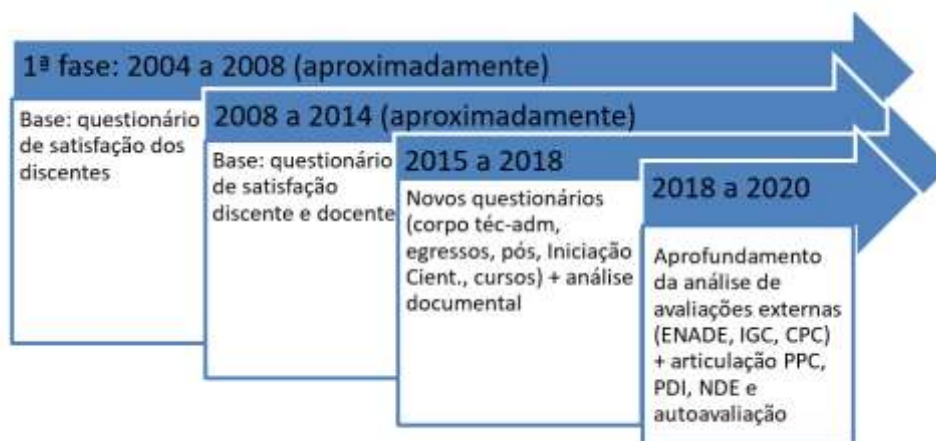 1ª fase: 2004 a 2008 (aproximadamente)
Base: questionário
de satisfação dos
discentes
2008 a 2014 (aproximadamente)
Base: questionário
de satisfação
discente e docente
2015 a 2018
Novos questionários
(corpo téc-adm,
egressos, pós, Iniciação
Cient., cursos) + análise
documental
2018 a 2020
Aprofundamento
da análise de
avaliações externas
(ENADE, IGC, CPC)
+ articulação PPC,
PDI, NDE e
autoavaliação